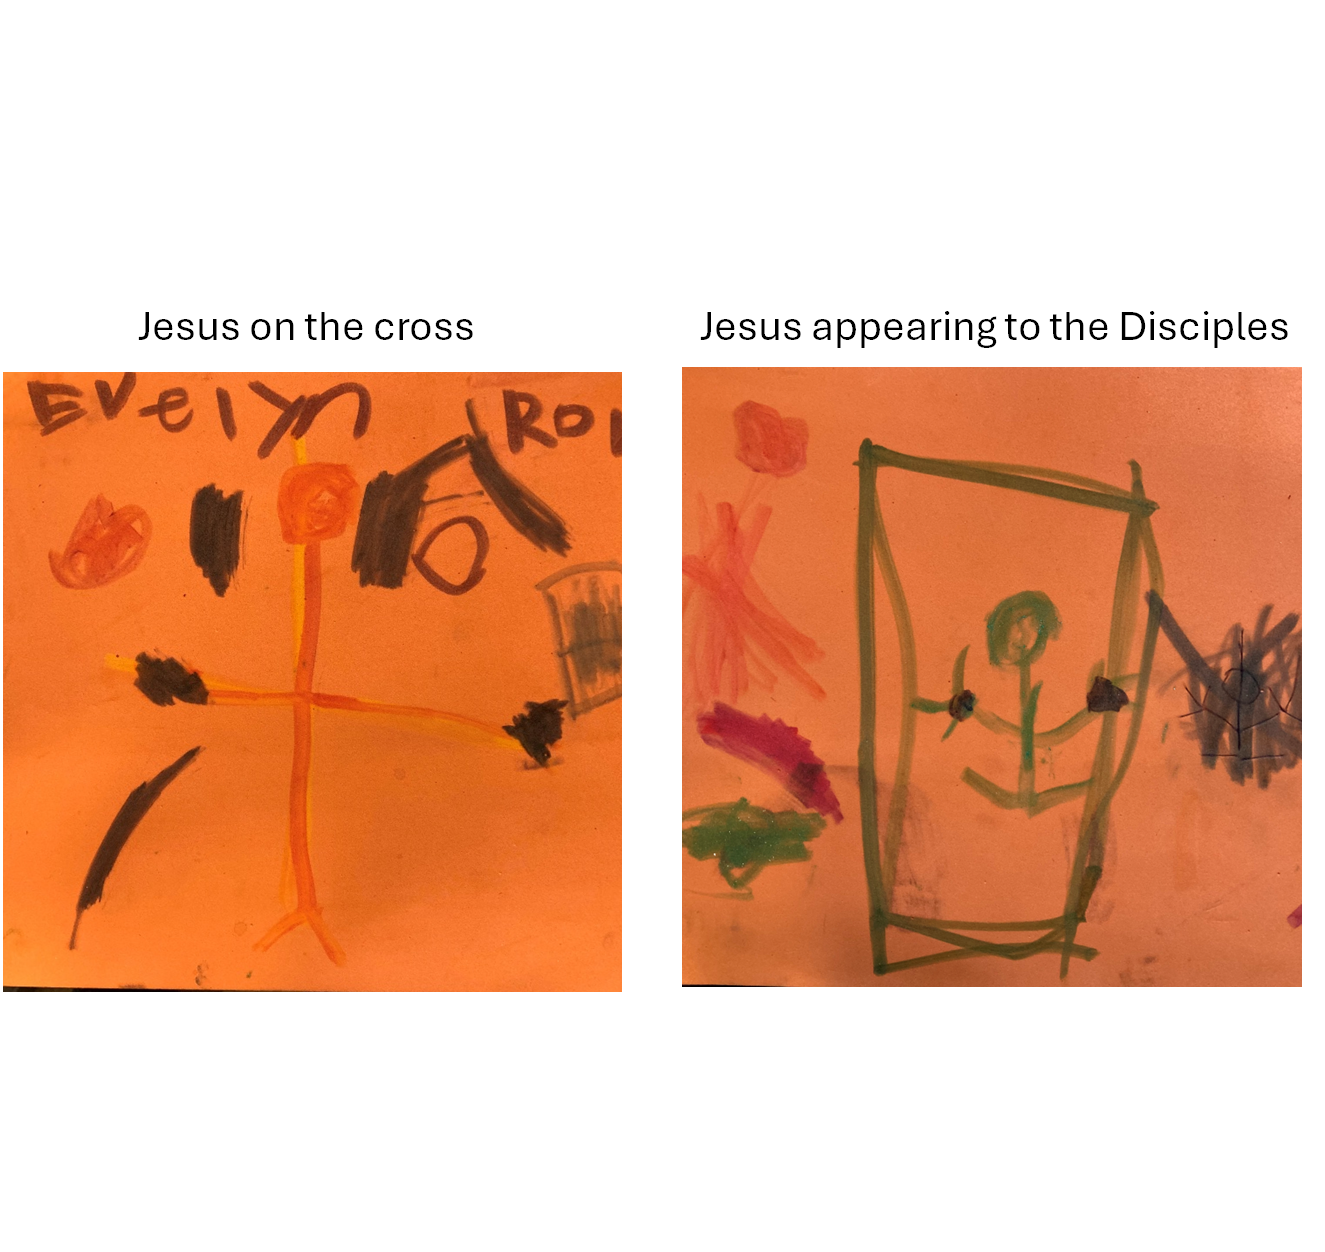 Jesus on the cross
Jesus appearing to the Disciples
Evelyn